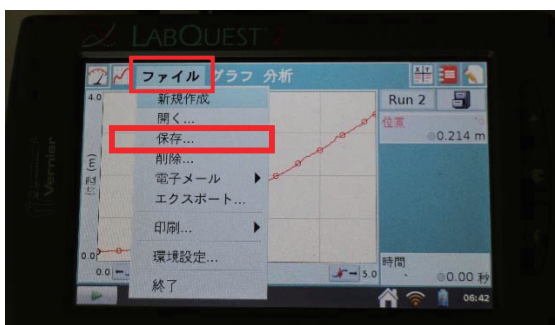 LABQUEST 2
ファイル グラフ 分析
新規作成
開く...
保存...
削除...
電子メール
エクスポート...
印刷...
環境設定...
終了
Run 2
位置
0.214 m
時間
0.00 秒
4.0
(m)
0.0
0.0
5.0
06:42
Vernier